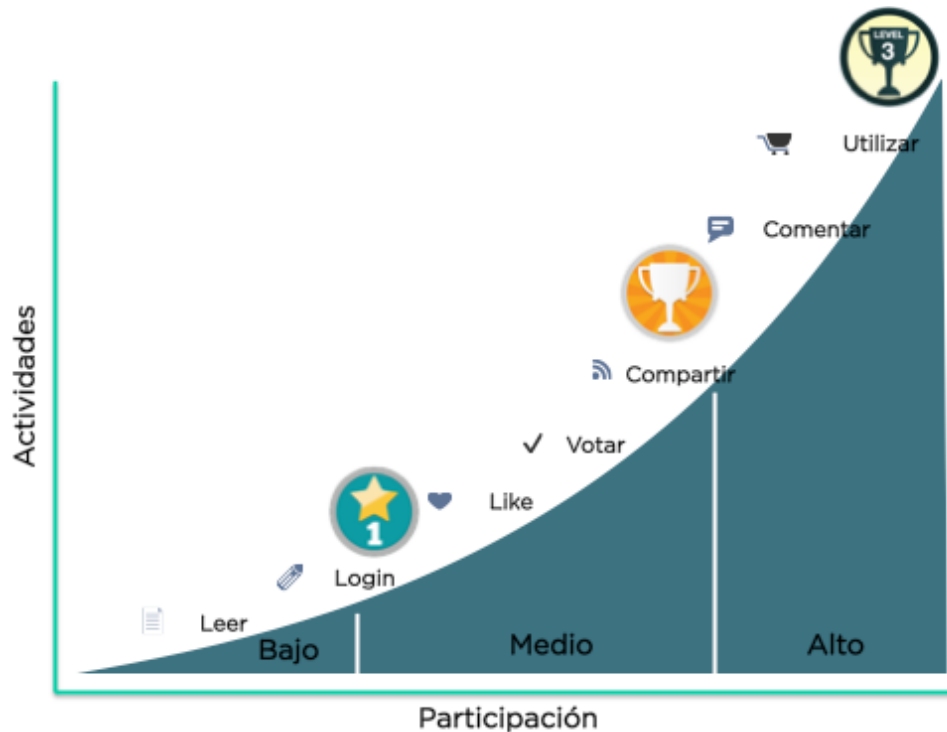 LEVEL
3
Utilizar
Comentar
Compartir
Votar
Like
1
Login
Leer
Bajo
Medio
Alto
Actividades
Participación